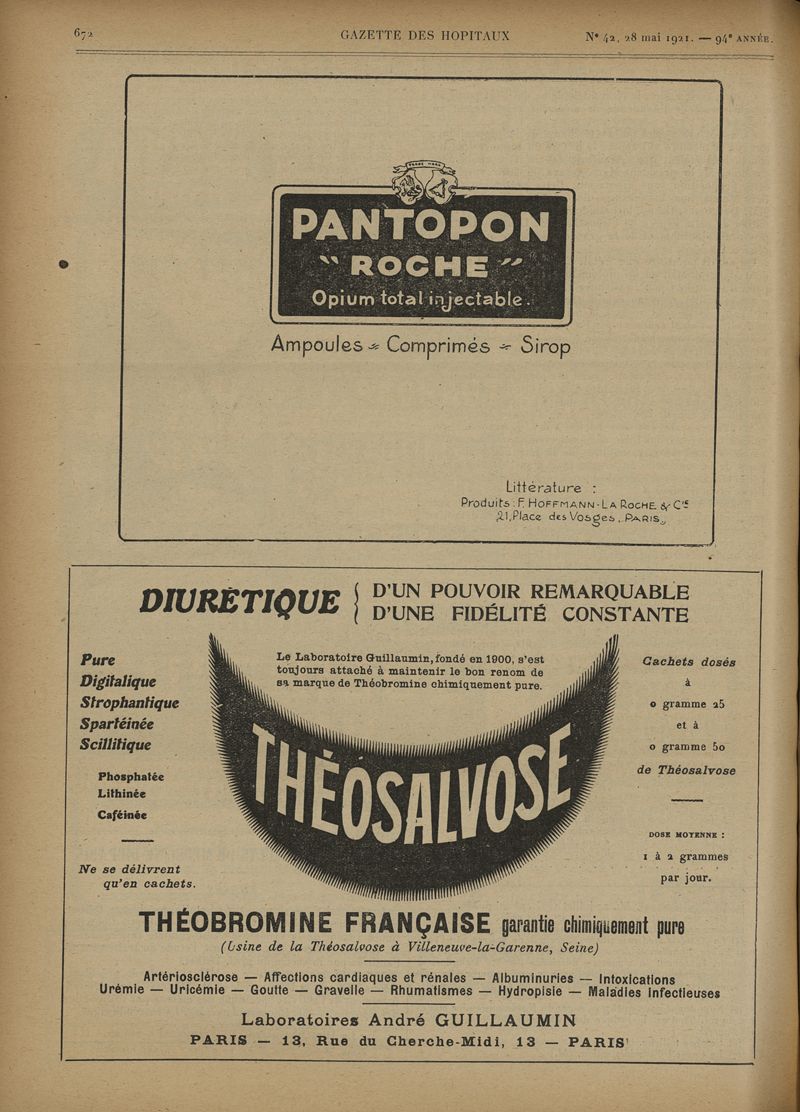 672
GAZETTE DES HOPITAUX
N° 42, 28 mai 1921. — 94e ANNÉE.
PANTOPON
"ROCHE"
Opium total injectable.
Ampoules - Comprimés - Sirop
Littérature :
Produits : F. HOFFMANN-LA ROCHE & Cie
21, Place des Vosges, PARIS
DIURÉTIQUE
D'UN POUVOIR REMARQUABLE
D'UNE FIDÉLITÉ CONSTANTE
Le Laboratoire Guillaumin, fondé en 1900, s'est
toujours attaché à maintenir le bon renom de
sa marque de Théobromine chimiquement pure.
Pure
Digitalique
Strophantique
Spartéinée
Scillitique
Phosphatée
Lithinée
Caféinée
Ne se délivrent
qu'en cachets.
THÉOSALVOSE
Cachets dosés
à
0 gramme 25
et à
0 gramme 50
de Théosalvose
DOSE MOYENNE :
1 à 2 grammes
par jour.
THÉOBROMINE FRANÇAISE garantie chimiquement pure
(Usine de la Théosalvose à Villeneuve-la-Garenne, Seine)
Artériosclérose — Affections cardiaques et rénales — Albuminuries — Intoxications
Urémie — Uricémie — Goutte — Gravelle — Rhumatismes — Hydropisie — Maladies infectieuses
Laboratoires André GUILLAUMIN
PARIS — 13, Rue du Cherche-Midi, 13 — PARIS